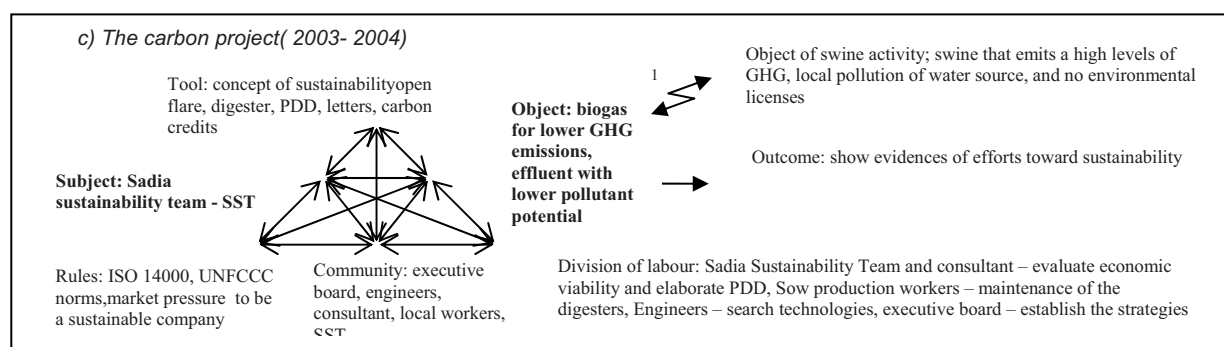 c) The carbon project( 2003- 2004)
Tool: concept of sustainabilityopen
flare, digester, PDD, letters, carbon
credits
1
Object of swine activity; swine that emits a high levels of
GHG, local pollution of water source, and no environmental
licenses
Object: biogas
for lower GHG
emissions,
effluent with
lower pollutant
potential
Outcome: show evidences of efforts toward sustainability
Subject: Sadia
sustainability team - SST
Rules: ISO 14000, UNFCCC
norms,market pressure to be
a sustainable company
Community: executive
board, engineers,
consultant, local workers,
SST
Division of labour: Sadia Sustainability Team and consultant – evaluate economic
viability and elaborate PDD, Sow production workers – maintenance of the
digesters, Engineers – search technologies, executive board – establish the strategies